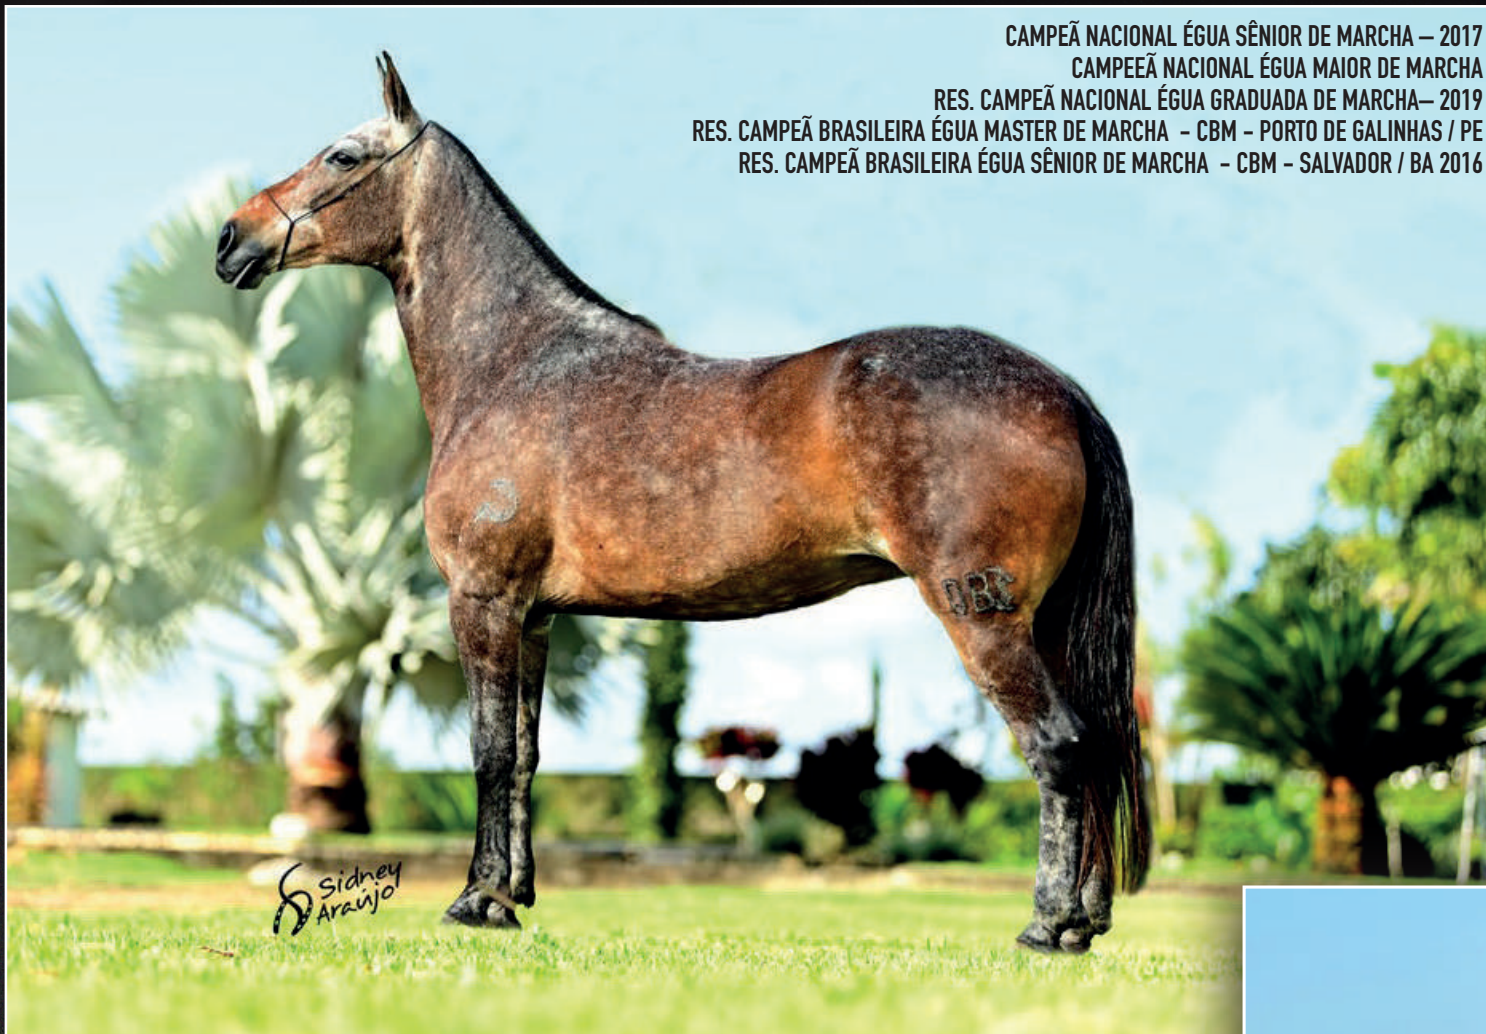 CAMPEÃ NACIONAL ÉGUA SÊNIOR DE MARCHA – 2017
CAMPEEÃ NACIONAL ÉGUA MAIOR DE MARCHA
RES. CAMPEÃ NACIONAL ÉGUA GRADUADA DE MARCHA– 2019
RES. CAMPEÃ BRASILEIRA ÉGUA MASTER DE MARCHA - CBM - PORTO DE GALINHAS / PE
RES. CAMPEÃ BRASILEIRA ÉGUA SÊNIOR DE MARCHA - CBM - SALVADOR / BA 2016
Sidney
Araújo